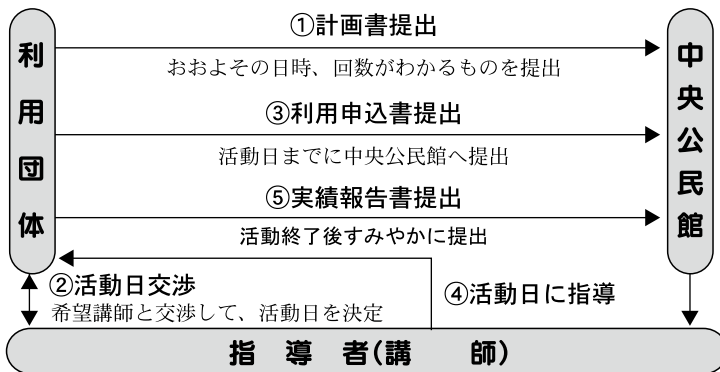 利用団体
中央公民館
①計画書提出
おおよその日時、回数がわかるものを提出
③利用申込書提出
活動日までに中央公民館へ提出
⑤実績報告書提出
活動終了後すみやかに提出
②活動日交渉
希望講師と交渉して、活動日を決定
④活動日に指導
指導者(講師)